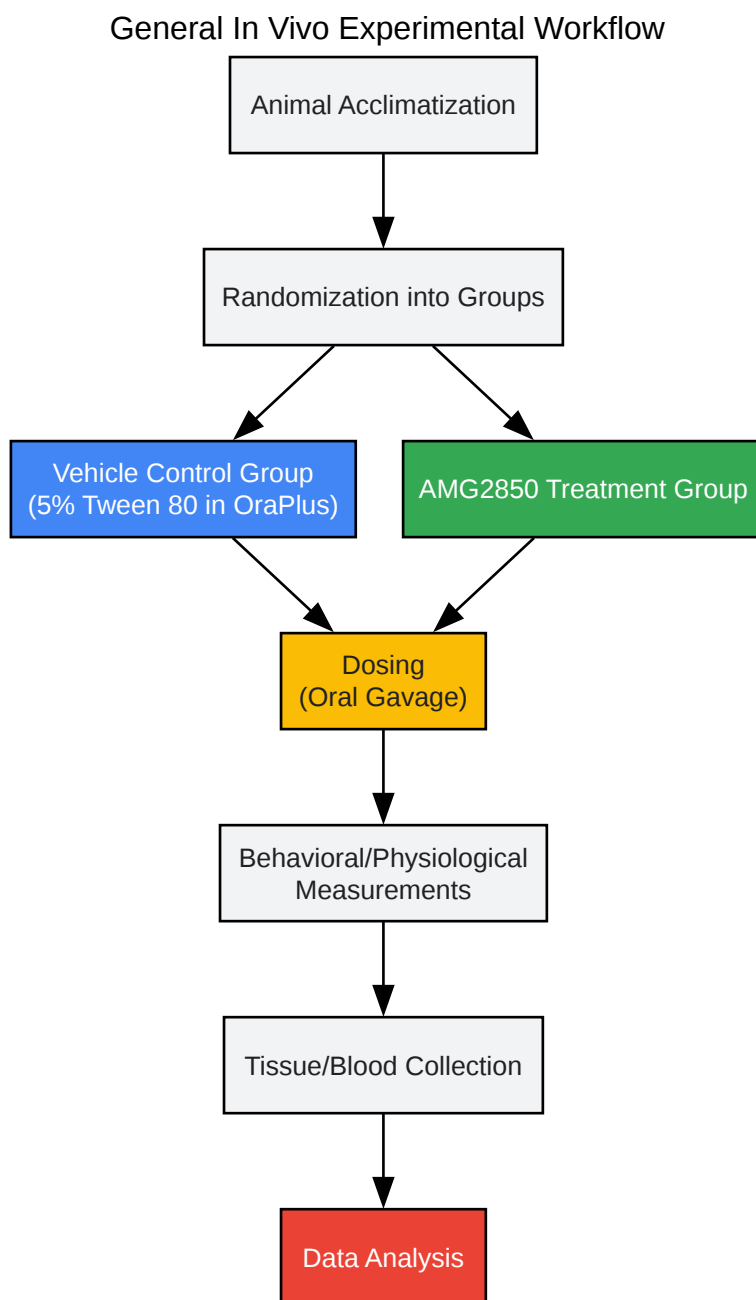 General In Vivo Experimental Workflow
Animal Acclimatization
Randomization into Groups
Vehicle Control Group
(5% Tween 80 in OraPlus)
AMG2850 Treatment Group
Dosing
(Oral Gavage)
Behavioral/Physiological
Measurements
Tissue/Blood Collection
Data Analysis